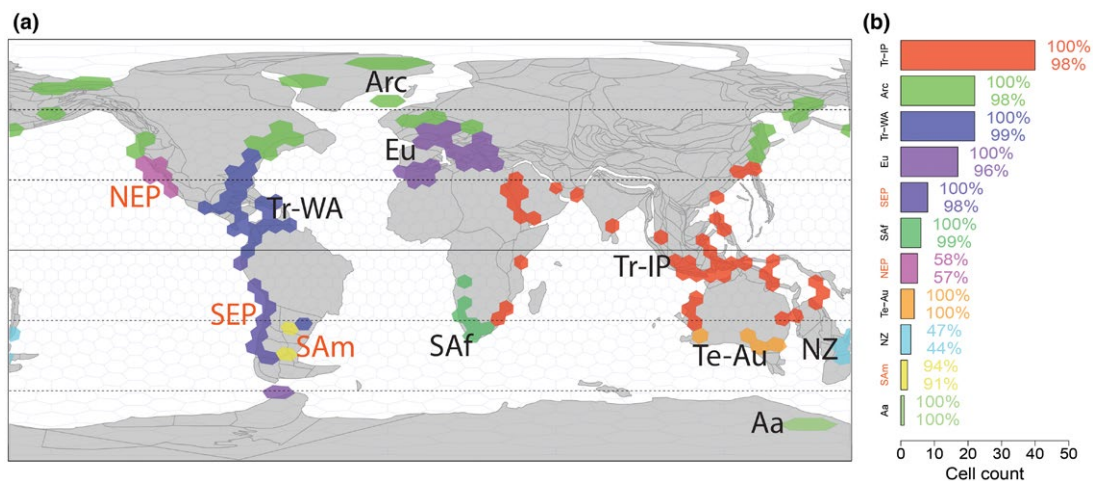 (a)
Arc
Eu
NEP
Tr-WA
Tr-IP
SEP
SAm
SAf
Te-Au
NZ
Aa
(b)
Tr-IP
100%
98%
Arc
100%
98%
Tr-WA
100%
99%
Eu
100%
96%
SEP
100%
98%
SAf
100%
99%
NEP
58%
57%
Te-Au
100%
100%
NZ
47%
44%
SAm
94%
91%
Aa
100%
100%
0 10 20 30 40 50
Cell count